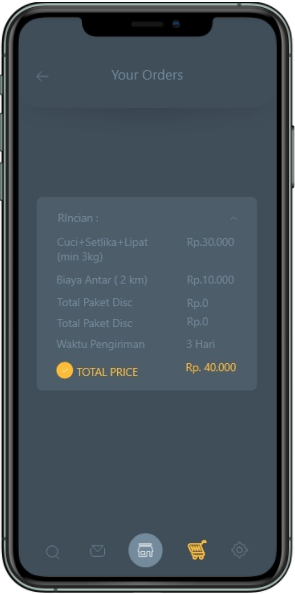 Your Orders
RIncian :
Cuci+Setlika+Lipat Rp.30.000
(min 3kg)
Biaya Antar ( 2 km) Rp.10.000
Total Paket Disc Rp.0
Total Paket Disc Rp.0
Waktu Pengiriman 3 Hari
TOTAL PRICE Rp. 40.000